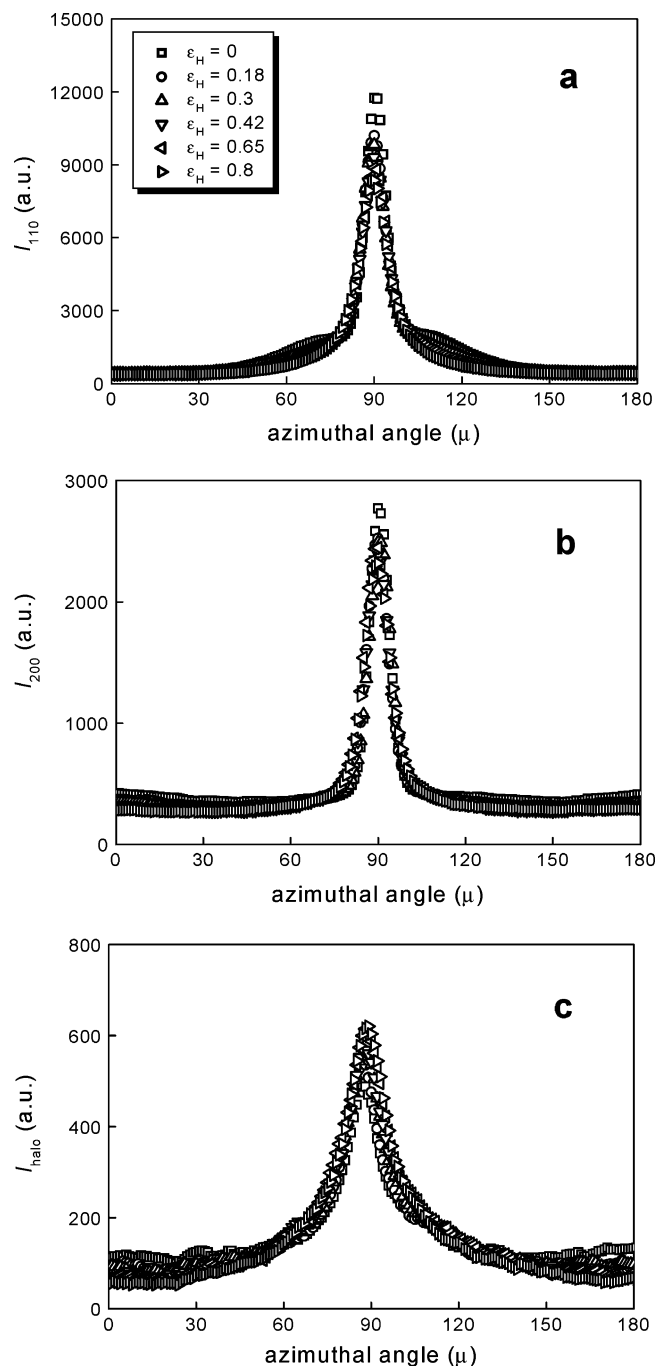 15000
12000
9000
6000
3000
0
I110 (a.u.)
εH = 0
εH = 0.18
εH = 0.3
εH = 0.42
εH = 0.65
εH = 0.8
a
0 30 60 90 120 150 180
azimuthal angle (μ)
3000
2000
1000
0
I200 (a.u.)
b
0 30 60 90 120 150 180
azimuthal angle (μ)
800
600
400
200
0
Ihalo (a.u.)
c
0 30 60 90 120 150 180
azimuthal angle (μ)